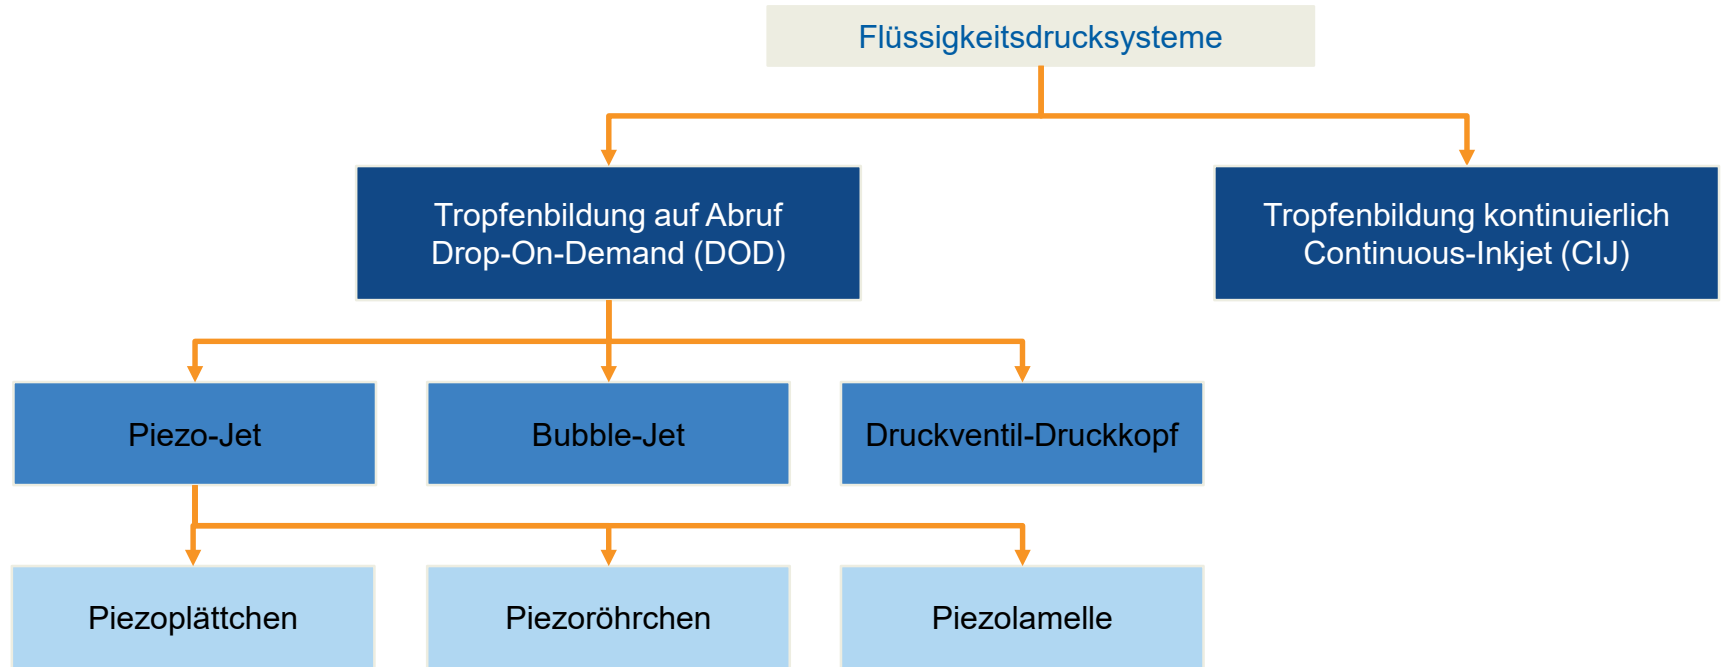 Flüssigkeitsdrucksysteme
Tropfenbildung auf Abruf
Drop-On-Demand (DOD)
Tropfenbildung kontinuierlich
Continuous-Inkjet (CIJ)
Piezo-Jet
Bubble-Jet
Druckventil-Druckkopf
Piezoplättchen
Piezoröhrchen
Piezolamelle